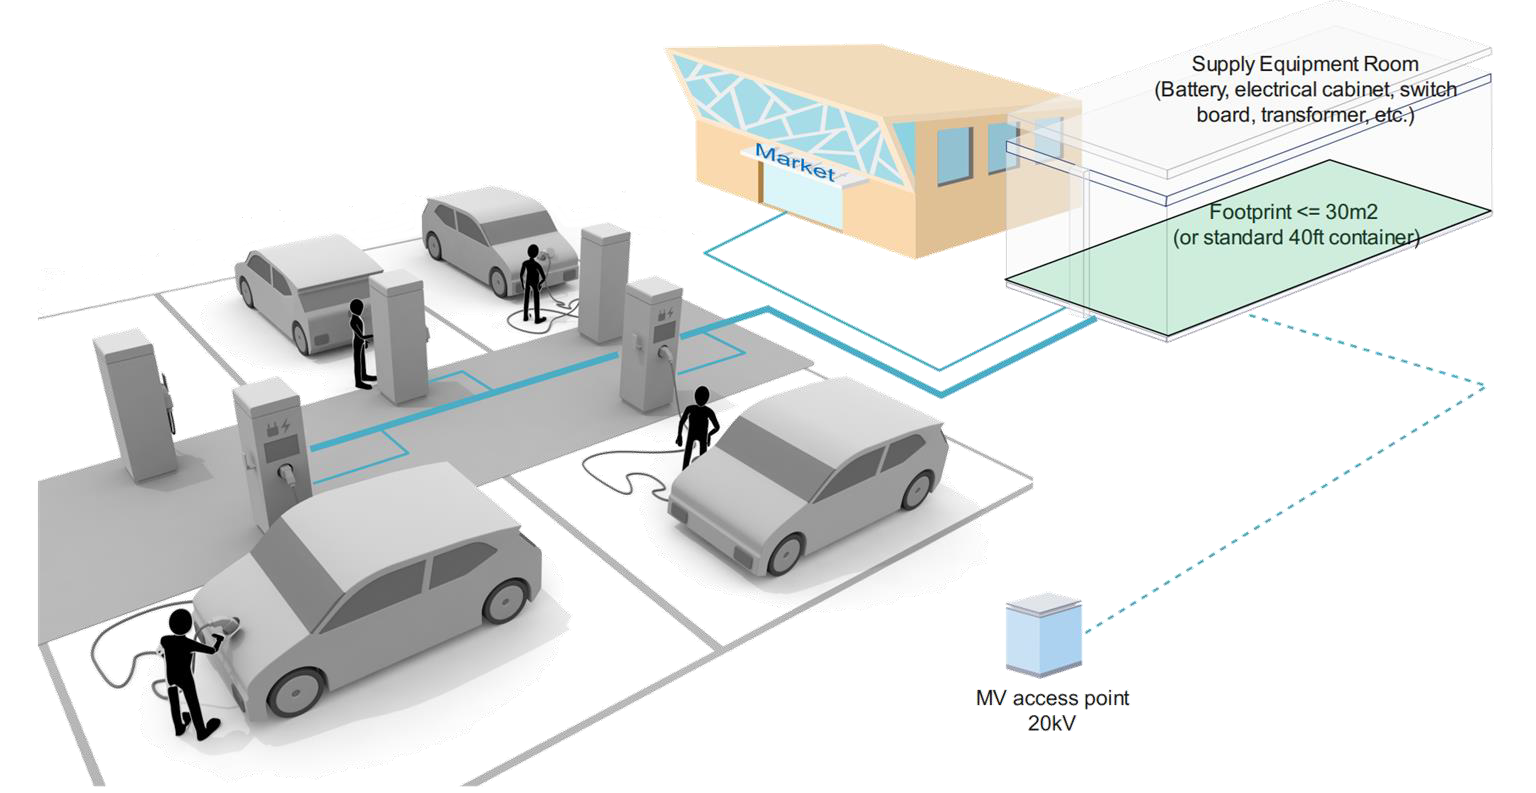 Supply Equipment Room
(Battery, electrical cabinet, switch
board, transformer, etc.)
Market
Footprint <= 30m2
(or standard 40ft container)
MV access point
20kV